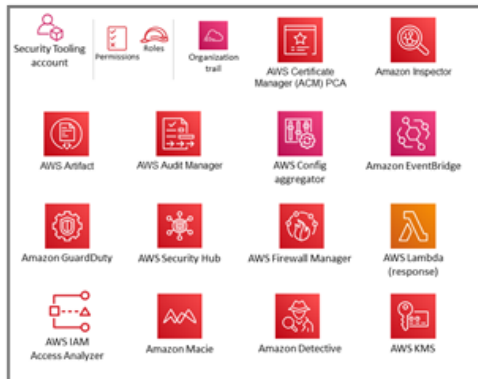 Security Tooling
account
Permissions
Roles
Organization
trail
AWS Certificate
Manager (ACM) PCA
Amazon Inspector
AWS Artifact
AWS Audit Manager
AWS Config
aggregator
Amazon EventBridge
Amazon GuardDuty
AWS Security Hub
AWS Firewall Manager
AWS Lambda
(response)
AWS IAM
Access Analyzer
Amazon Macie
Amazon Detective
AWS KMS